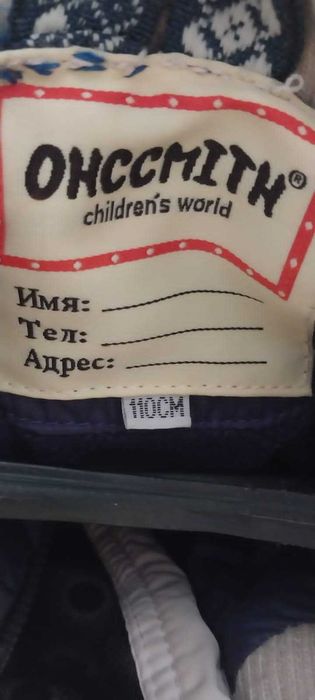 OHCCMITH®
children's world
Имя:
Тел:
Адрес:
110CM